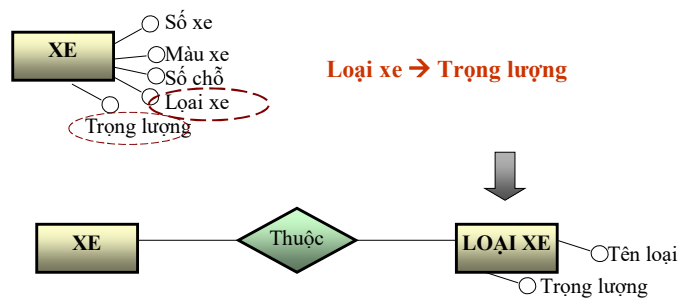 Số xe
XE
Màu xe
Số chỗ
Lọai xe
Trọng lượng
Loại xe → Trọng lượng
XE
Thuộc
LOẠI XE
Tên loại
Trọng lượng